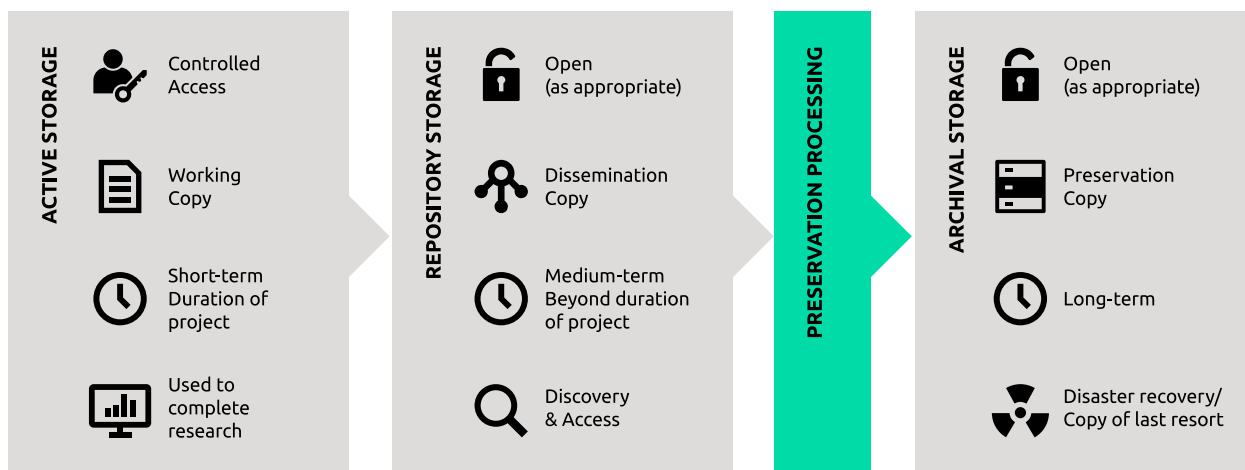 ACTIVE STORAGE
Controlled
Access
Working
Copy
Short-term
Duration of
project
Used to
complete
research
REPOSITORY STORAGE
Open
(as appropriate)
Dissemination
Copy
Medium-term
Beyond duration
of project
Discovery
& Access
PRESERVATION PROCESSING
ARCHIVAL STORAGE
Open
(as appropriate)
Preservation
Copy
Long-term
Disaster recovery/
Copy of last resort